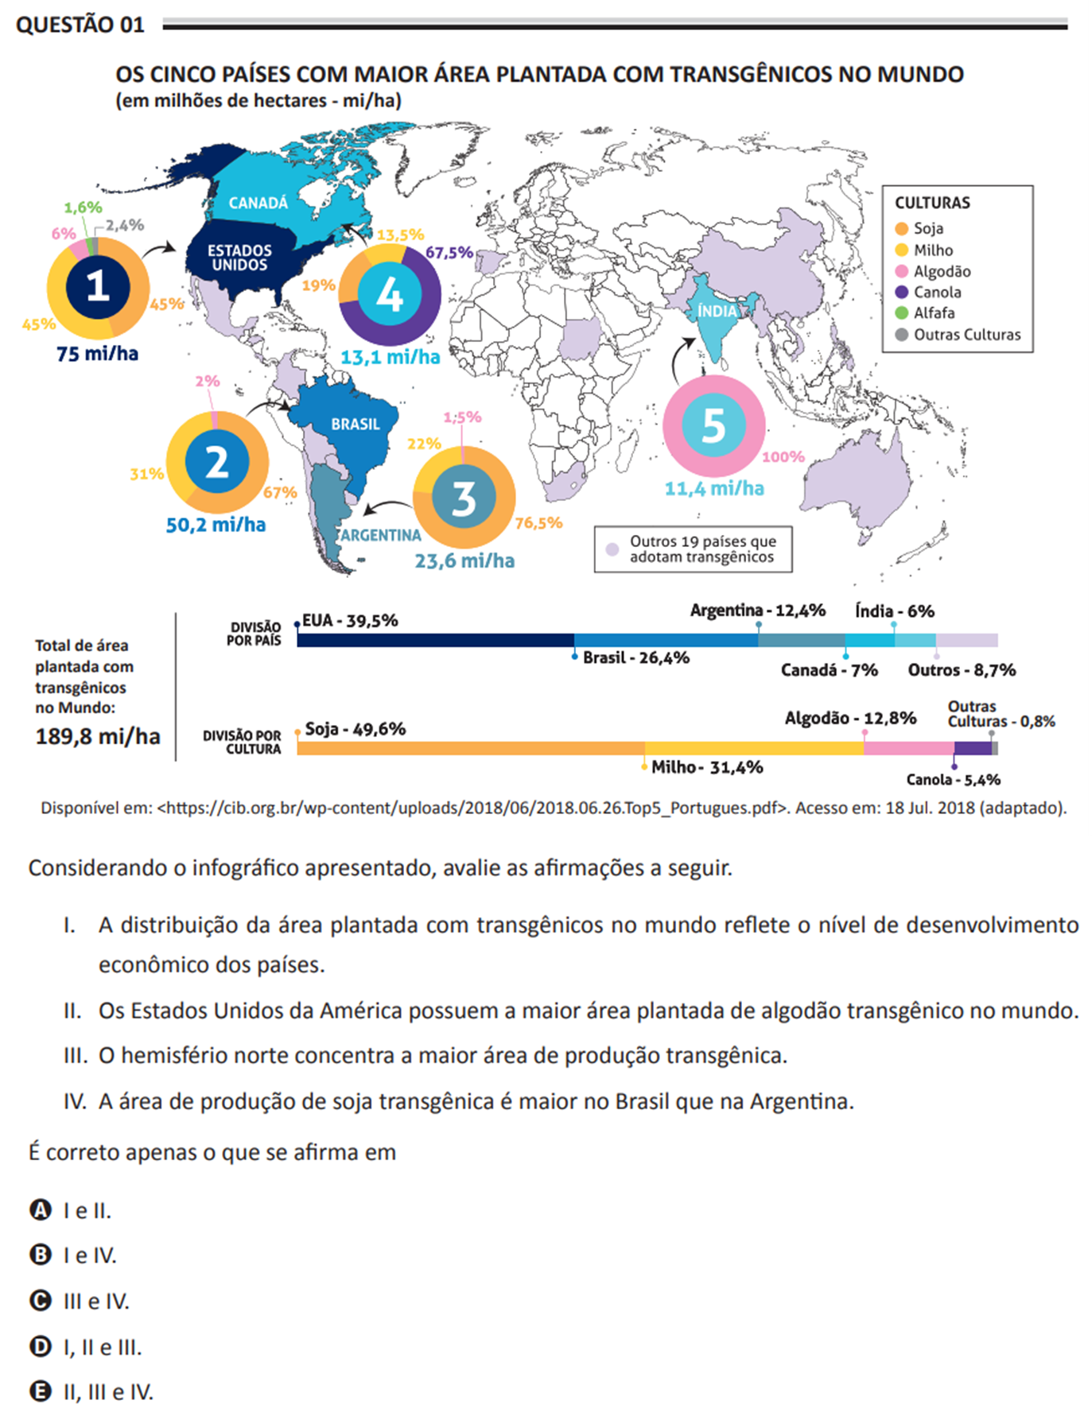 QUESTÃO 01
OS CINCO PAÍSES COM MAIOR ÁREA PLANTADA COM TRANSGÊNICOS NO MUNDO
(em milhões de hectares - mi/ha)
CANADÁ
ESTADOS
UNIDOS
1,6%
2,4%
6%
45%
45%
1
75 mi/ha
13,5%
67,5%
19%
4
13,1 mi/ha
CULTURAS
Soja
Milho
Algodão
Canola
Alfafa
Outras Culturas
ÍNDIA
5
100%
11,4 mi/ha
2%
31%
67%
2
50,2 mi/ha
BRASIL
1,5%
22%
76,5%
3
ARGENTINA
23,6 mi/ha
Outros 19 países que
adotam transgênicos
Total de área
plantada com
transgênicos
no Mundo:
189,8 mi/ha
DIVISÃO
POR PAÍS
EUA - 39,5%
Brasil - 26,4%
Argentina - 12,4%
Canadá - 7%
Índia - 6%
Outros - 8,7%
DIVISÃO POR
CULTURA
Soja - 49,6%
Milho- 31,4%
Algodão - 12,8%
Canola - 5,4%
Outras
Culturas - 0,8%
Disponível em: <https://cib.org.br/wp-content/uploads/2018/06/2018.06.26.Top5_Portugues.pdf>. Acesso em: 18 Jul. 2018 (adaptado).
Considerando o infográfico apresentado, avalie as afirmações a seguir.
I. A distribuição da área plantada com transgênicos no mundo reflete o nível de desenvolvimento
econômico dos países.
II. Os Estados Unidos da América possuem a maior área plantada de algodão transgênico no mundo.
III. O hemisfério norte concentra a maior área de produção transgênica.
IV. A área de produção de soja transgênica é maior no Brasil que na Argentina.
É correto apenas o que se afirma em
A I e II.
B I e IV.
C III e IV.
D I, II e III.
E II, III e IV.